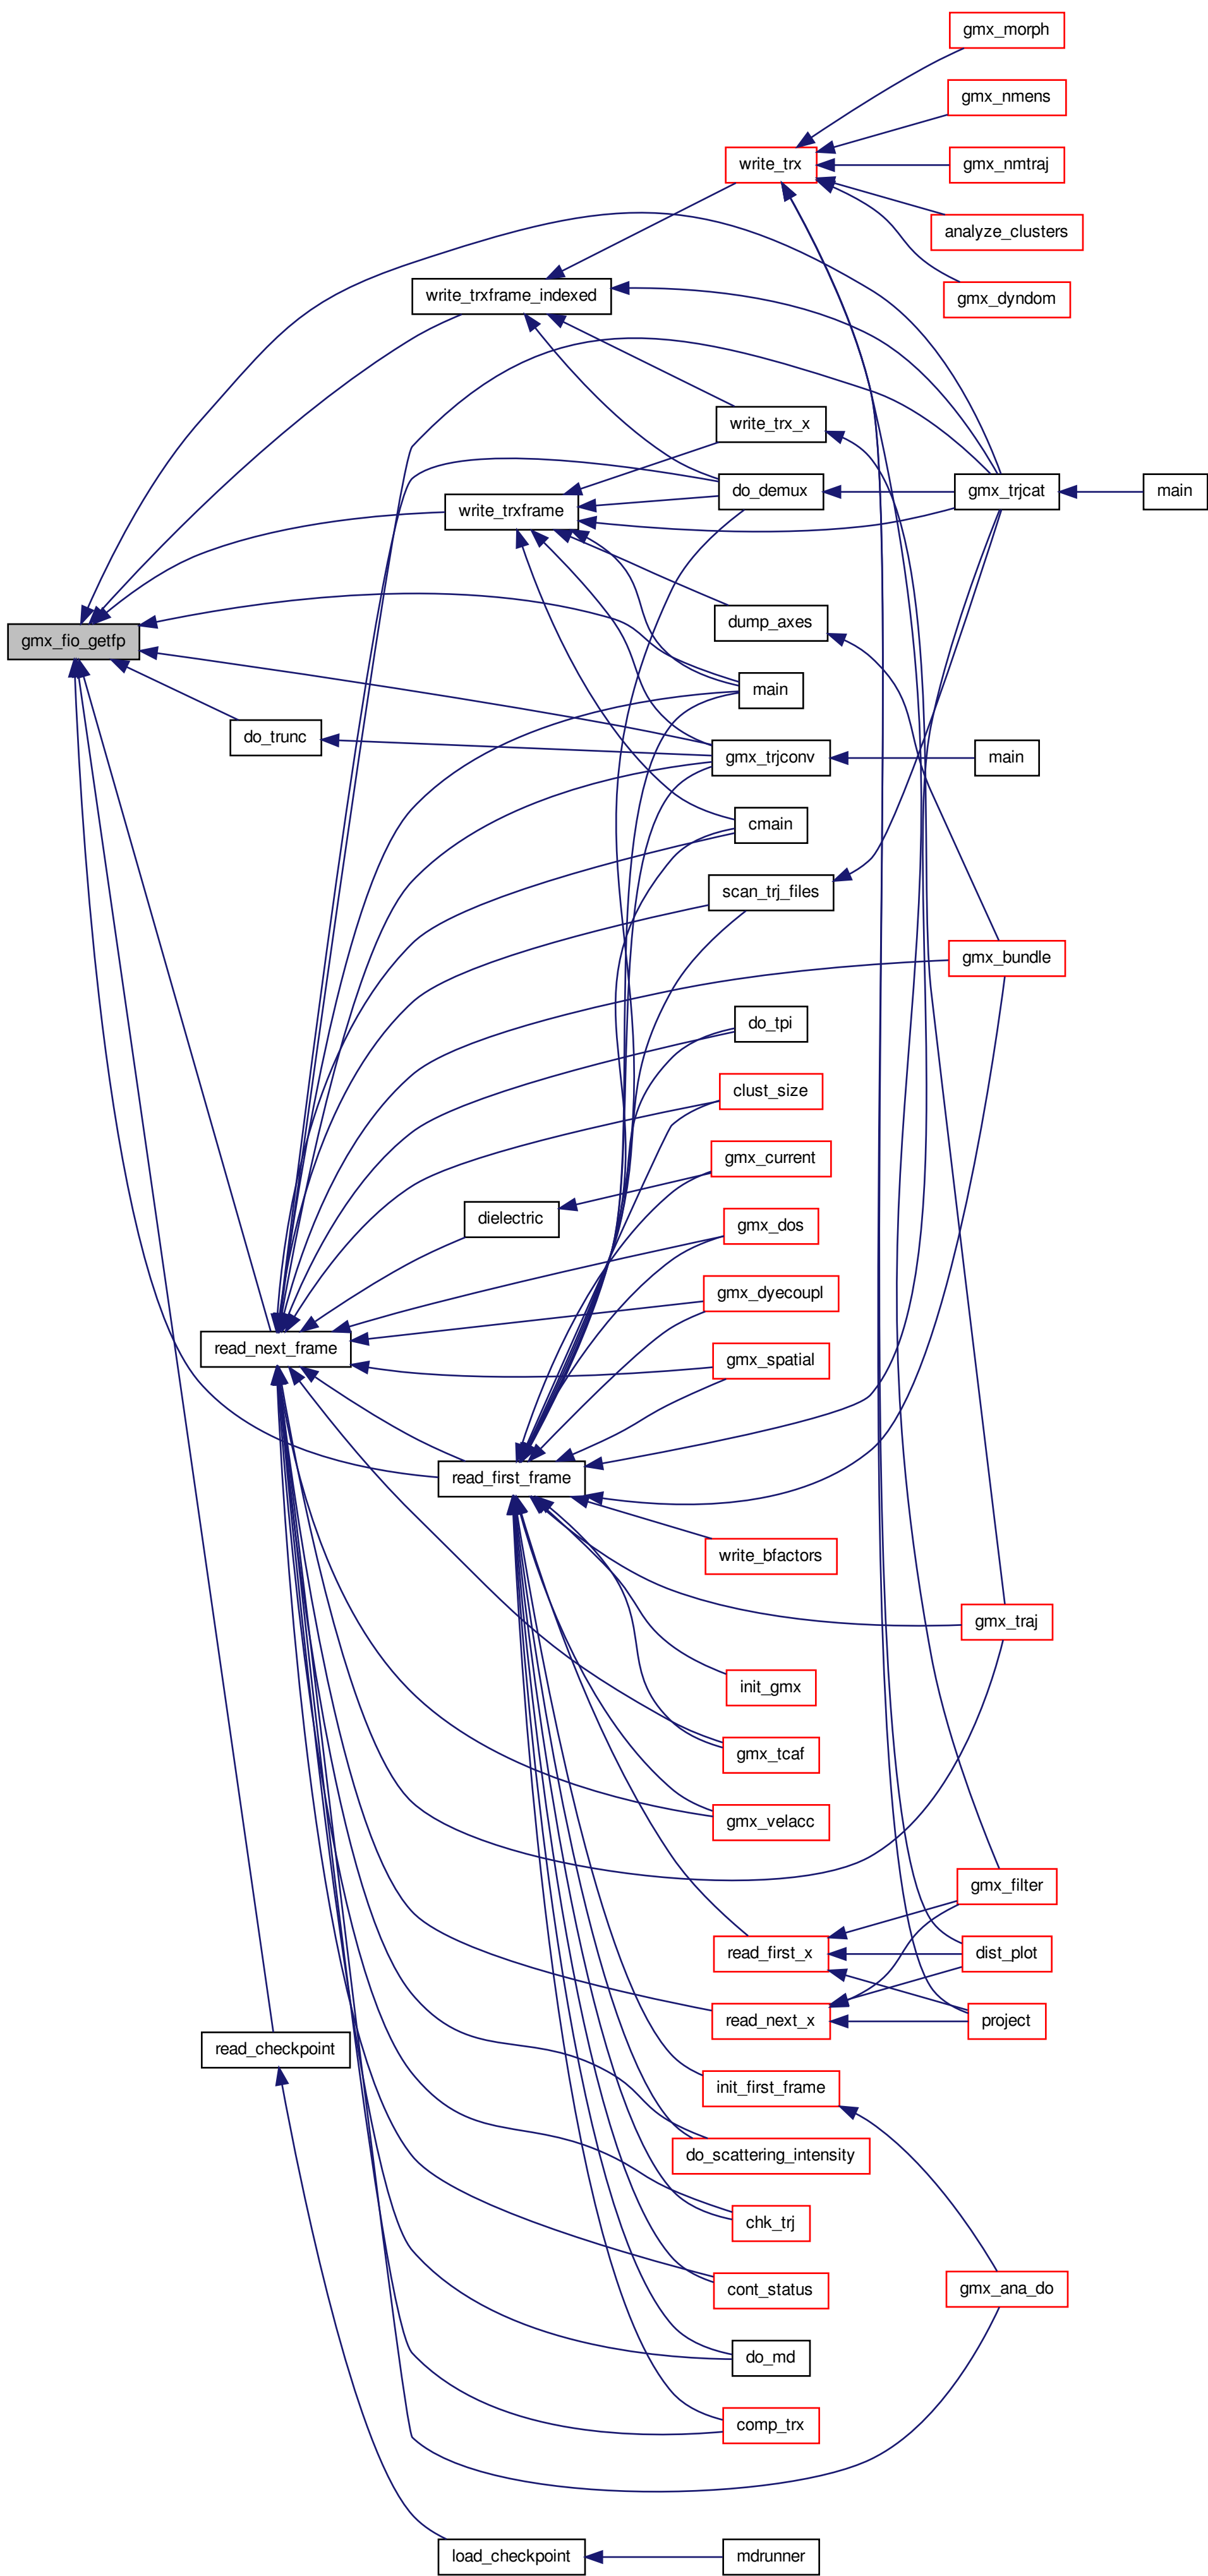 gmx_morph
gmx_nmens
write_trx
gmx_nmtraj
analyze_clusters
gmx_dyndom
write_trxframe_indexed
write_trx_x
do_demux
gmx_trjcat
main
write_trxframe
dump_axes
gmx_fio_getfp
main
do_trunc
gmx_trjconv
main
cmain
scan_trj_files
gmx_bundle
do_tpi
clust_size
gmx_current
dielectric
gmx_dos
gmx_dyecoupl
read_next_frame
gmx_spatial
read_first_frame
write_bfactors
gmx_traj
init_gmx
gmx_tcaf
gmx_velacc
gmx_filter
read_first_x
dist_plot
read_next_x
project
read_checkpoint
init_first_frame
do_scattering_intensity
chk_trj
cont_status
gmx_ana_do
do_md
comp_trx
load_checkpoint
mdrunner